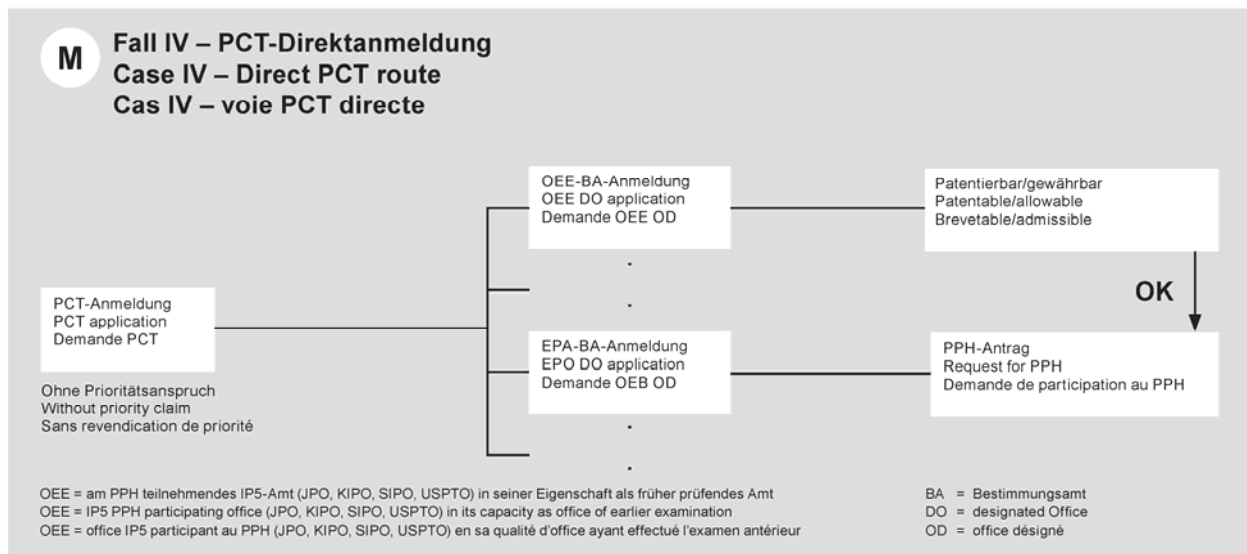 M
Fall IV – PCT-Direktanmeldung
Case IV – Direct PCT route
Cas IV – voie PCT directe
OEE-BA-Anmeldung
OEE DO application
Demande OEE OD
Patentierbar/gewährbar
Patentable/allowable
Brevetable/admissible
OK
PCT-Anmeldung
PCT application
Demande PCT
Ohne Prioritätsanspruch
Without priority claim
Sans revendication de priorité
EPA-BA-Anmeldung
EPO DO application
Demande OEB OD
PPH-Antrag
Request for PPH
Demande de participation au PPH
OEE = am PPH teilnehmendes IP5-Amt (JPO, KIPO, SIPO, USPTO) in seiner Eigenschaft als früher prüfendes Amt
OEE = IP5 PPH participating office (JPO, KIPO, SIPO, USPTO) in its capacity as office of earlier examination
OEE = office IP5 participant au PPH (JPO, KIPO, SIPO, USPTO) en sa qualité d'office ayant effectué l'examen antérieur
BA = Bestimmungsamt
DO = designated Office
OD = office désigné